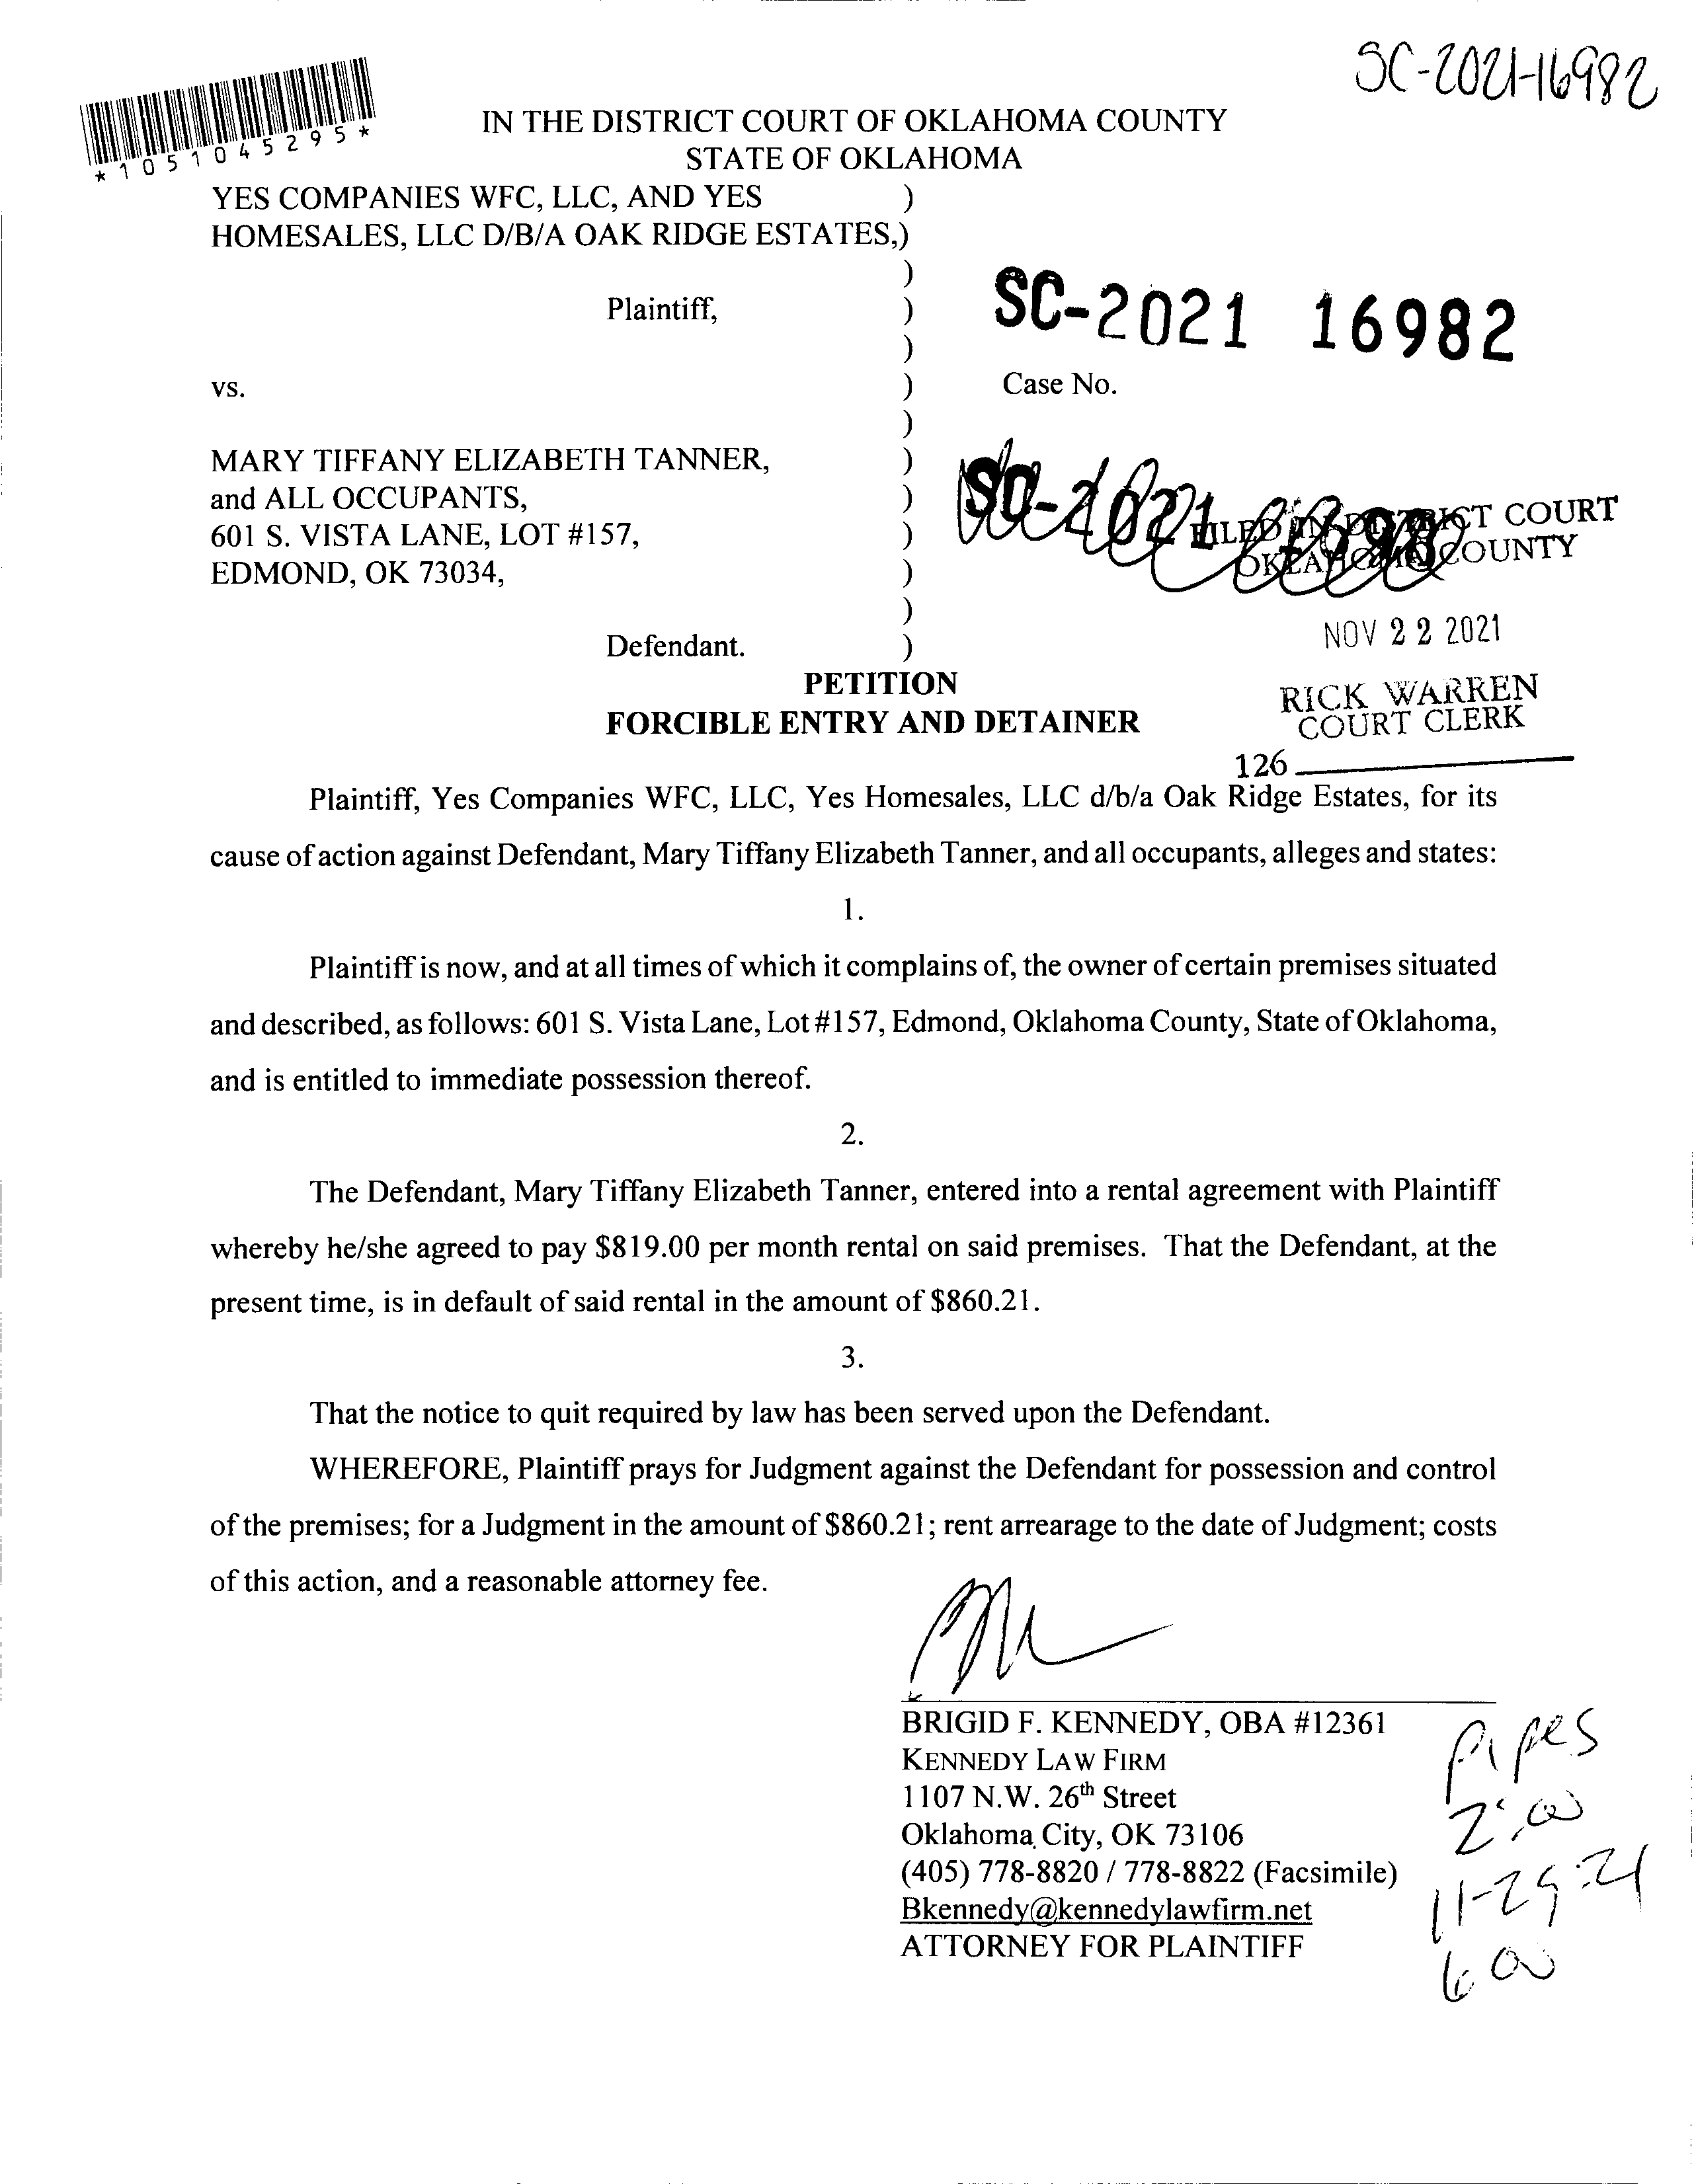 SC-2021-16982
*1051045295*
IN THE DISTRICT COURT OF OKLAHOMA COUNTY
STATE OF OKLAHOMA
YES COMPANIES WFC, LLC, AND YES )
HOMESALES, LLC D/B/A OAK RIDGE ESTATES,)
)
Plaintiff, )
)
SC-2021 16982
vs. ) Case No.
)
MARY TIFFANY ELIZABETH TANNER, )
and ALL OCCUPANTS, )
601 S. VISTA LANE, LOT #157, )
EDMOND, OK 73034, )
)
Defendant. )
FILED IN DISTRICT COURT
OKLAHOMA COUNTY
NOV 22 2021
RICK WARREN
COURT CLERK
126
PETITION
FORCIBLE ENTRY AND DETAINER
Plaintiff, Yes Companies WFC, LLC, Yes Homesales, LLC d/b/a Oak Ridge Estates, for its
cause of action against Defendant, Mary Tiffany Elizabeth Tanner, and all occupants, alleges and states:
1.
Plaintiff is now, and at all times of which it complains of, the owner of certain premises situated
and described, as follows: 601 S. Vista Lane, Lot #157, Edmond, Oklahoma County, State of Oklahoma,
and is entitled to immediate possession thereof.
2.
The Defendant, Mary Tiffany Elizabeth Tanner, entered into a rental agreement with Plaintiff
whereby he/she agreed to pay $819.00 per month rental on said premises. That the Defendant, at the
present time, is in default of said rental in the amount of $860.21.
3.
That the notice to quit required by law has been served upon the Defendant.
WHEREFORE, Plaintiff prays for Judgment against the Defendant for possession and control
of the premises; for a Judgment in the amount of $860.21; rent arrearage to the date of Judgment; costs
of this action, and a reasonable attorney fee.
BRIGID F. KENNEDY, OBA #12361
KENNEDY LAW FIRM
1107 N.W. 26th Street
Oklahoma City, OK 73106
(405) 778-8820 / 778-8822 (Facsimile)
Bkennedy@kennedylawfirm.net
ATTORNEY FOR PLAINTIFF
Pipes
2:00